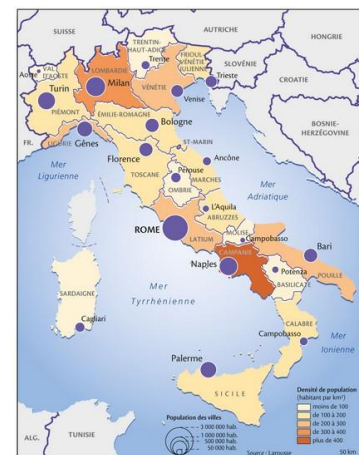 SUISSE
AUTRICHE
HONGRIE
SLOVÉNIE
CROATIE
BOSNIE-
HERZÉGOVINE
FR.
ALG.
TUNISIE
TRENTIN-
HAUT-ADIGE
Trente
FRIOUL-
VÉNÉTIE
JULIENNE
Trieste
VAL
D'AOSTE
Aoste
LOMBARDIE
Milan
VÉNÉTIE
Venise
Turin
PIÉMONT
ÉMILIE-ROMAGNE
Bologne
LIGURIE
Gênes
Mer
Ligurienne
Florence
TOSCANE
ST-MARIN
Ancône
MARCHES
Pérouse
OMBRIE
Mer
Adriatique
L'Aquila
ABRUZZES
ROME
LATIUM
MOLISE
Campobasso
CAMPANIE
Naples
Bari
POUILLE
Potenza
BASILICATE
SARDAIGNE
Cagliari
Mer
Tyrrhénienne
CALABRE
Campobasso
Mer
Ionienne
Palerme
SICILE
Population des villes
3 000 000 hab.
1 000 000 hab.
500 000 hab.
50 000 hab.
Densité de population
(habitant par km²)
moins de 100
de 100 à 200
de 200 à 300
de 300 à 400
plus de 400
Source : Larousse
50 km